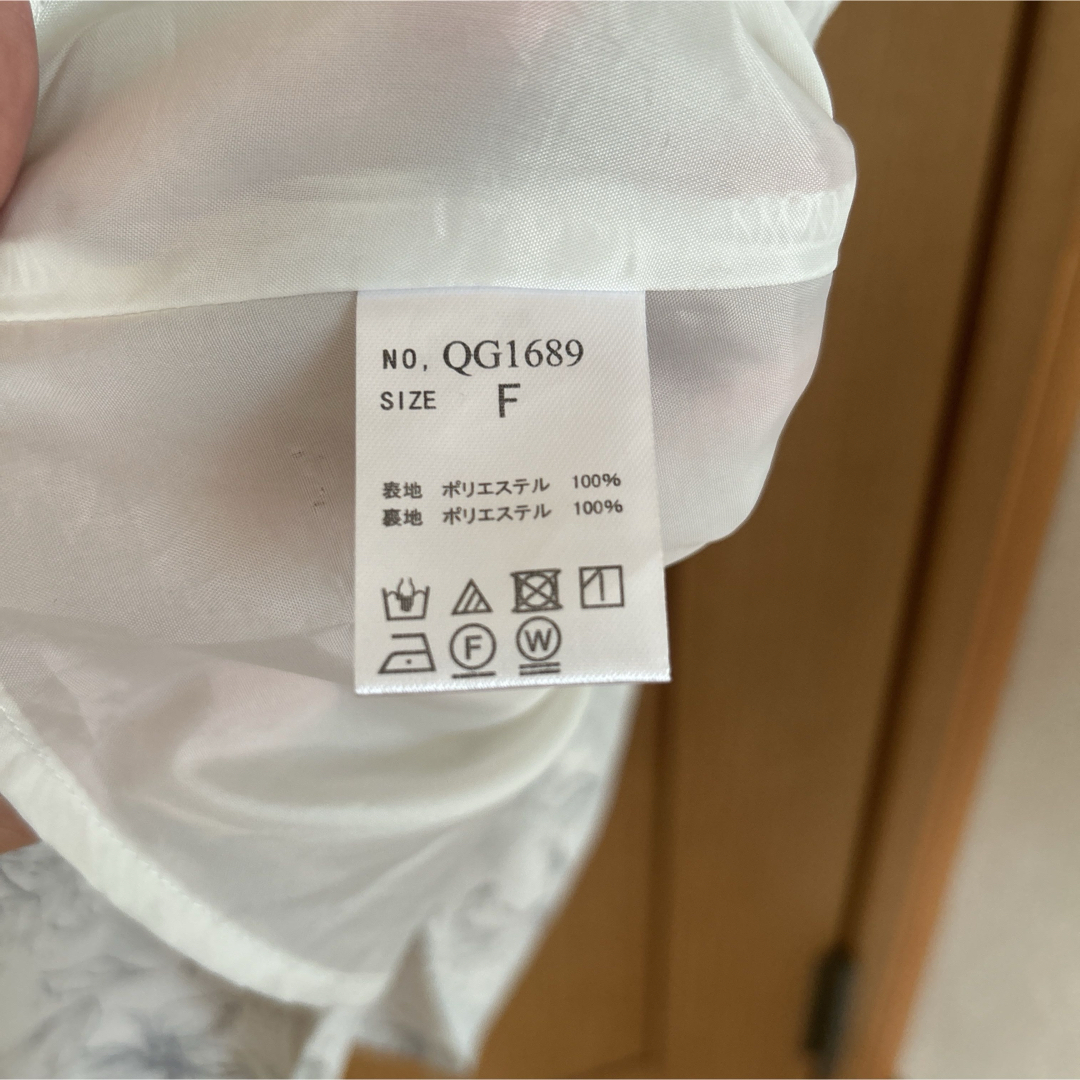 NO, QG1689
SIZE F
表地 ポリエステル 100%
裏地 ポリエステル 100%
F W